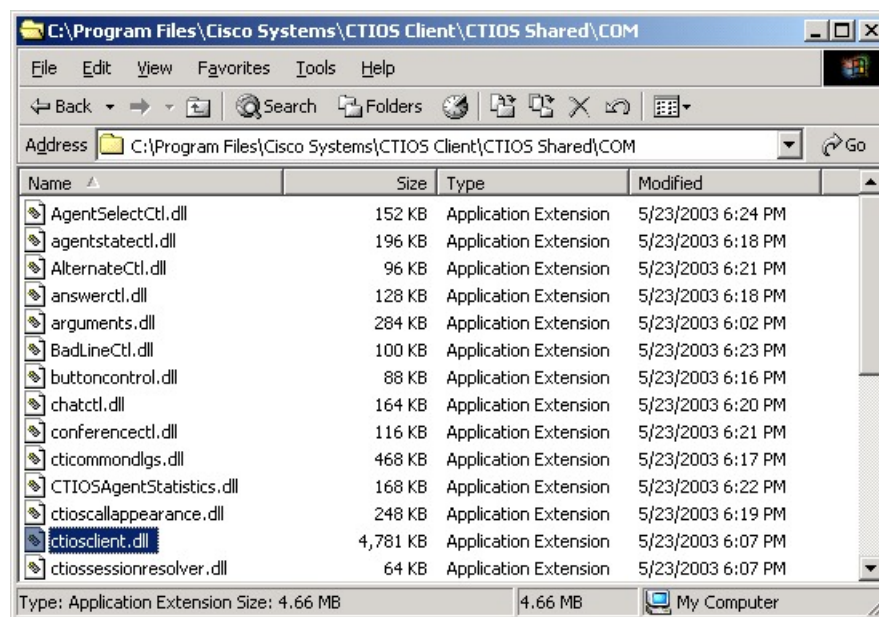 C:\Program Files\Cisco Systems\CTIOS Client\CTIOS Shared\COM
File Edit View Favorites Tools Help
Back Search Folders
Address C:\Program Files\Cisco Systems\CTIOS Client\CTIOS Shared\COM Go
Name Size Type Modified
AgentSelectCtl.dll 152 KB Application Extension 5/23/2003 6:24 PM
agentstatectl.dll 196 KB Application Extension 5/23/2003 6:18 PM
AlternateCtl.dll 96 KB Application Extension 5/23/2003 6:21 PM
answerctl.dll 128 KB Application Extension 5/23/2003 6:18 PM
arguments.dll 284 KB Application Extension 5/23/2003 6:02 PM
BadLineCtl.dll 100 KB Application Extension 5/23/2003 6:23 PM
buttoncontrol.dll 88 KB Application Extension 5/23/2003 6:16 PM
chatctl.dll 164 KB Application Extension 5/23/2003 6:20 PM
conferencectl.dll 116 KB Application Extension 5/23/2003 6:21 PM
cticommondlgs.dll 468 KB Application Extension 5/23/2003 6:17 PM
CTIOSAgentStatistics.dll 168 KB Application Extension 5/23/2003 6:22 PM
ctioscallappearance.dll 248 KB Application Extension 5/23/2003 6:19 PM
ctiosclient.dll 4,781 KB Application Extension 5/23/2003 6:07 PM
ctiossessionresolver.dll 64 KB Application Extension 5/23/2003 6:07 PM
Type: Application Extension Size: 4.66 MB 4.66 MB My Computer